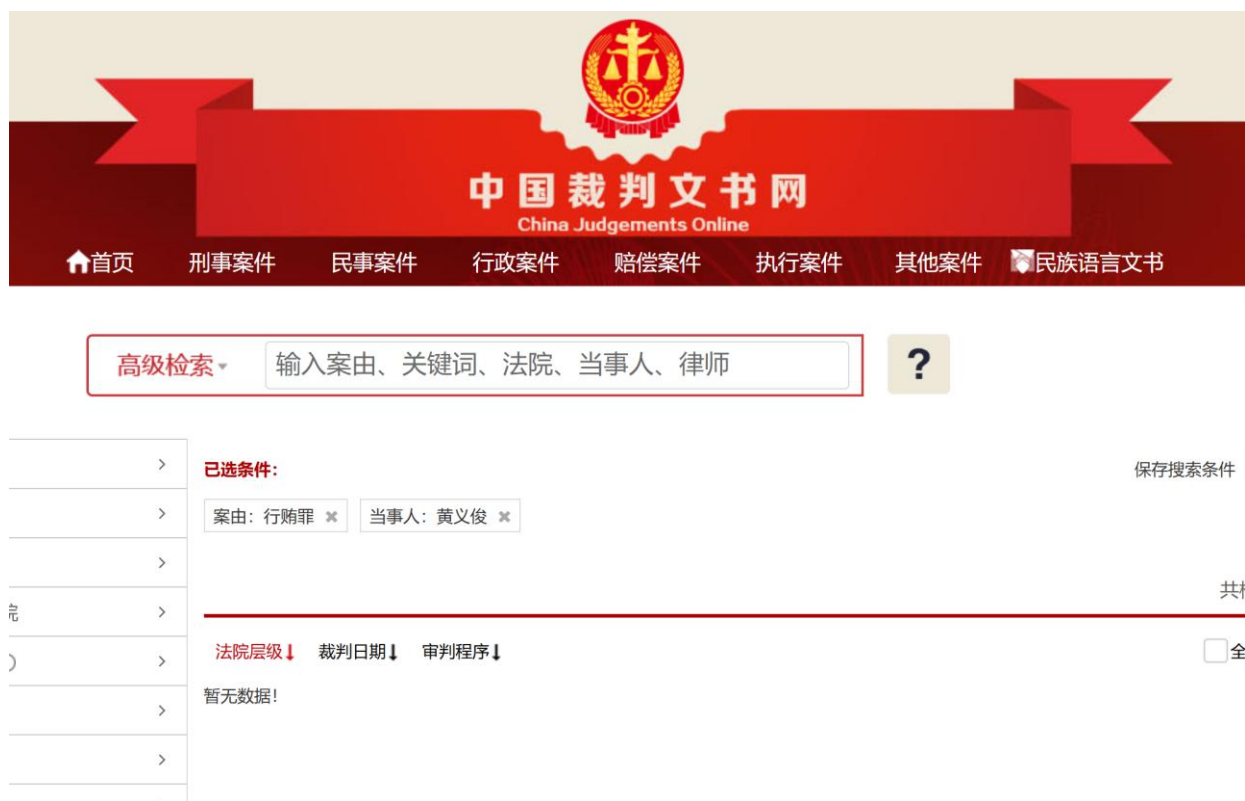 中国裁判文书网
China Judgements Online
首页 刑事案件 民事案件 行政案件 赔偿案件 执行案件 其他案件 民族语言文书
高级检索 输入案由、关键词、法院、当事人、律师 ?
已选条件: 保存搜索条件
案由：行贿罪 × 当事人：黄义俊 ×
共
院
法院层级↓ 裁判日期↓ 审判程序↓ 全
暂无数据!